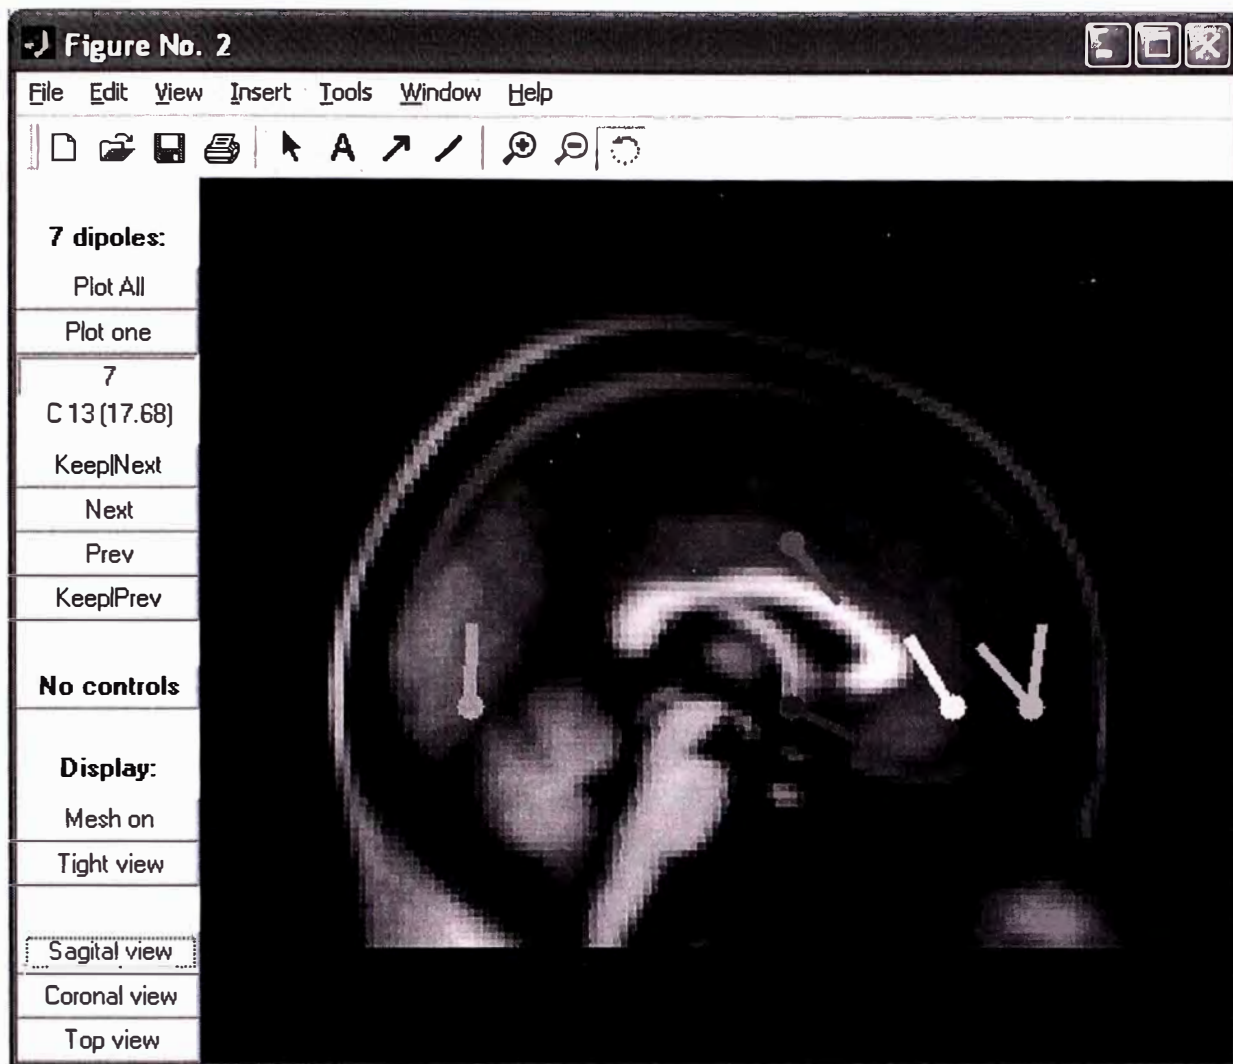 Figure No. 2
File Edit View Insert Tools Window Help
A
7 dipoles:
Plot All
Plot one
7
C 13 (17.68)
Keep|Next
Next
Prev
Keep|Prev
No controls
Display:
Mesh on
Tight view
Sagital view
Coronal view
Top view